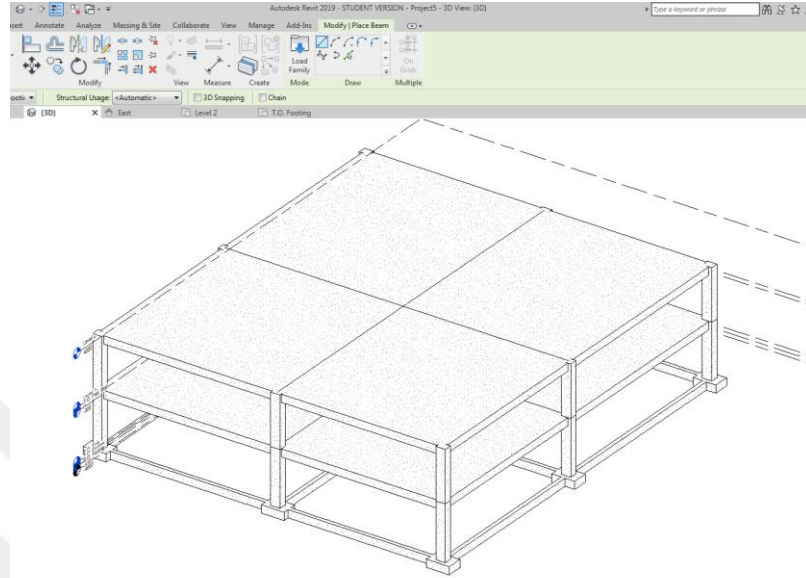 Autodesk Revit 2019 - STUDENT VERSION - Project5 - 3D View: {3D}
Type a keyword or phrase
sert Annotate Analyze Massing & Site Collaborate View Manage Add-Ins Modify | Place Beam
Load Family
On Grids
Modify View Measure Create Mode Draw Multiple
ooti Structural Usage: <Automatic> 3D Snapping Chain
{3D} X East Level 2 T.O. Footing